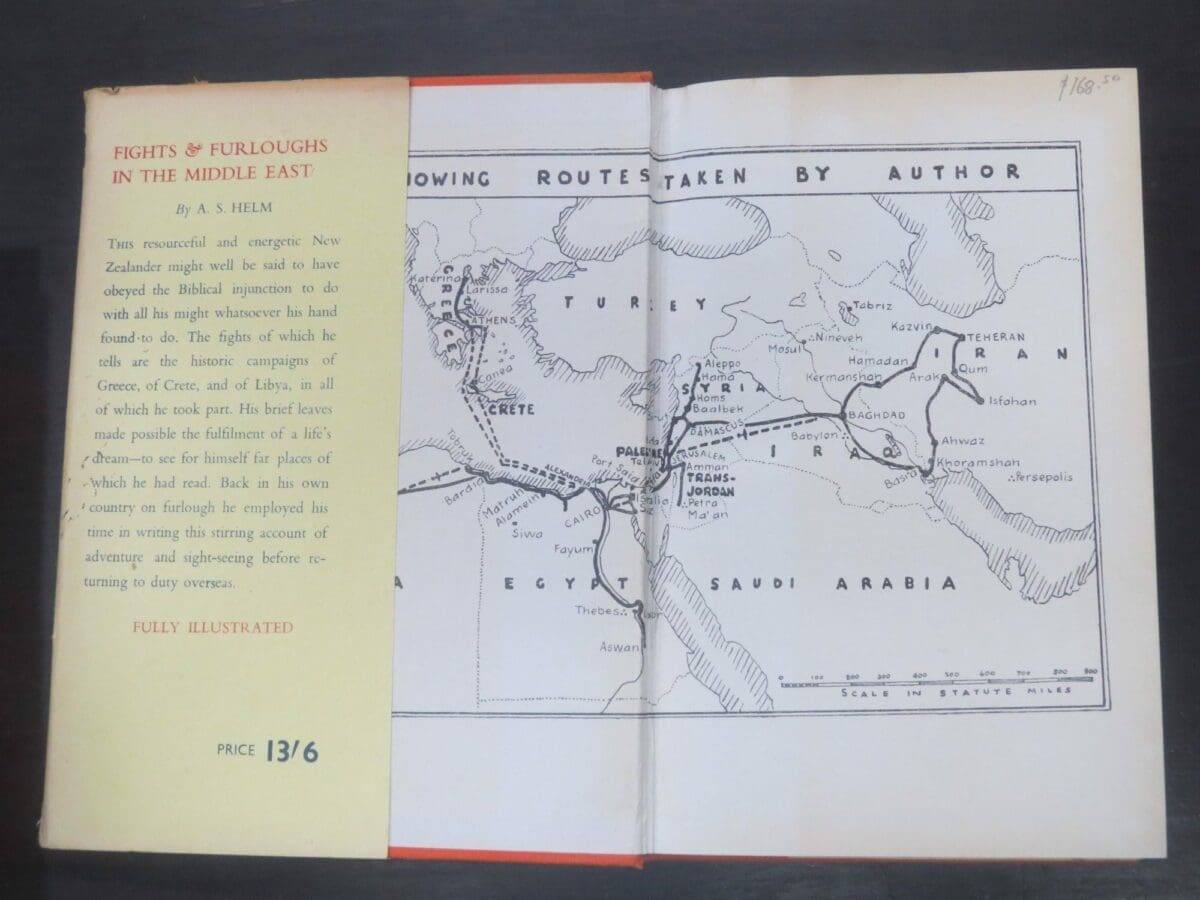 FIGHTS & FURLOUGHS
IN THE MIDDLE EAST
By A. S. HELM
THIS resourceful and energetic New
Zealander might well be said to have
obeyed the Biblical injunction to do
with all his might whatsoever his hand
found to do. The fights of which he
tells are the historic campaigns of
Greece, of Crete, and of Libya, in all
of which he took part. His brief leaves
made possible the fulfilment of a life's
dream—to see for himself far places of
which he had read. Back in his own
country on furlough he employed his
time in writing this stirring account of
adventure and sight-seeing before re-
turning to duty overseas.
FULLY ILLUSTRATED
PRICE 13/6
$168.50
OWING ROUTES TAKEN BY AUTHOR
GREECE
Katerina
Larissa
ATHENS
Canea
CRETE
TURKEY
Tabriz
Kazvin
TEHERAN
Nineveh
Mosul
Hamadan
IRAN
Qum
Kermanshah
Arak
Isfahan
Aleppo
Hama
SYRIA
Homs
Baalbek
DAMASCUS
BAGHDAD
Babylon
IRAQ
Ahwaz
Khoramshah
Basra
Persepolis
PALESTINE
JERUSALEM
Amman
TRANS-
JORDAN
Petra
Ma'an
Tobruk
Bardia
Matruh
Alamein
ALEXANDRIA
Port Said
CAIRO
Siwa
Fayum
EGYPT
SAUDI ARABIA
Thebes
Luxor
Aswan
0 100 200 300 400 500 600 700 800 900
SCALE IN STATUTE MILES